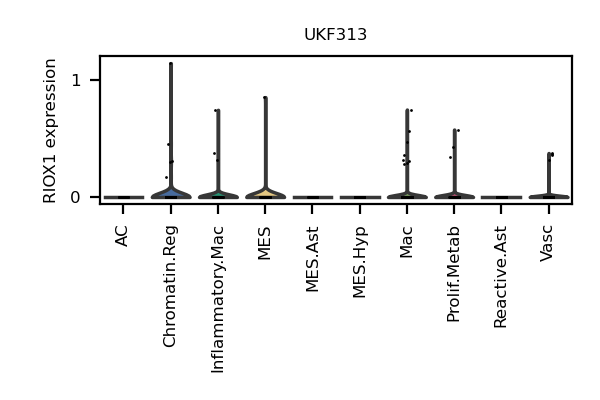 UKF313
RIOX1 expression
1
0
AC
Chromatin.Reg
Inflammatory.Mac
MES
MES.Ast
MES.Hyp
Mac
Prolif.Metab
Reactive.Ast
Vasc